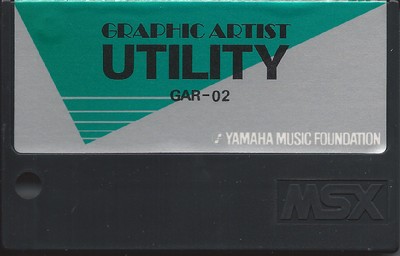 GRAPHIC ARTIST
UTILITY
GAR-02
YAMAHA MUSIC FOUNDATION
MSX